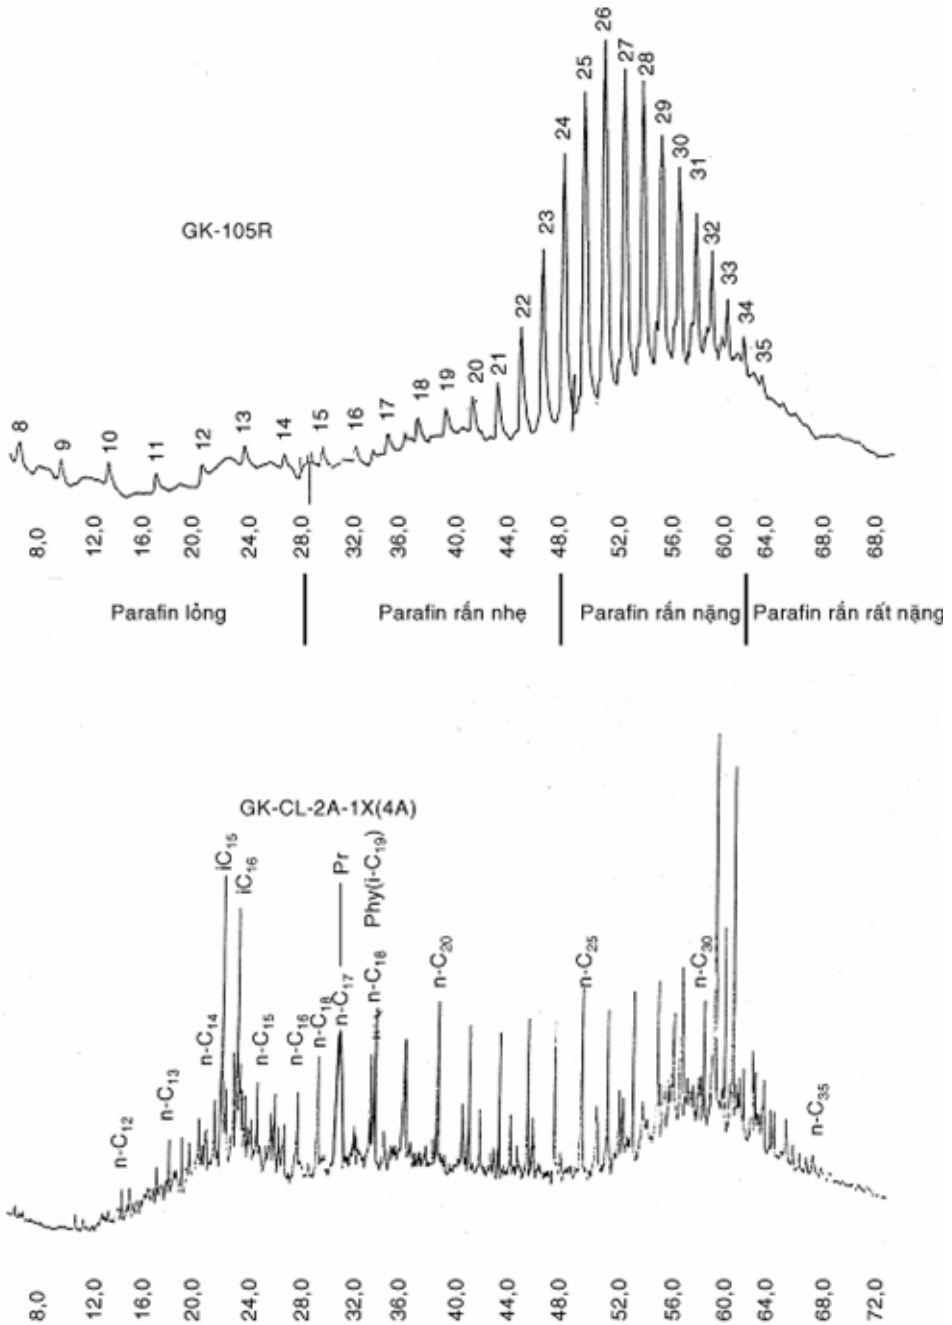 26
27
25
28
29
24
30
31
23
GK-105R
32
33
22
34
21
35
20
19
18
17
8
13
15
16
9
10
12
14
11
8,0 12,0 16,0 20,0 24,0 28,0 32,0 36,0 40,0 44,0 48,0 52,0 56,0 60,0 64,0 68,0 68,0
Parafin lỏng Parafin rắn nhẹ Parafin rắn nặng Parafin rắn rất nặng
GK-CL-2A-1X(4A)
iC15
iC16
Pr
Phy(i-C19)
n-C20
n-C25
n-C30
n-C14
n-C15
n-C16
n-C18
n-C17
n-C18
n-C13
n-C12
n-C35
8,0 12,0 16,0 20,0 24,0 28,0 32,0 36,0 40,0 44,0 48,0 52,0 56,0 60,0 64,0 68,0 72,0